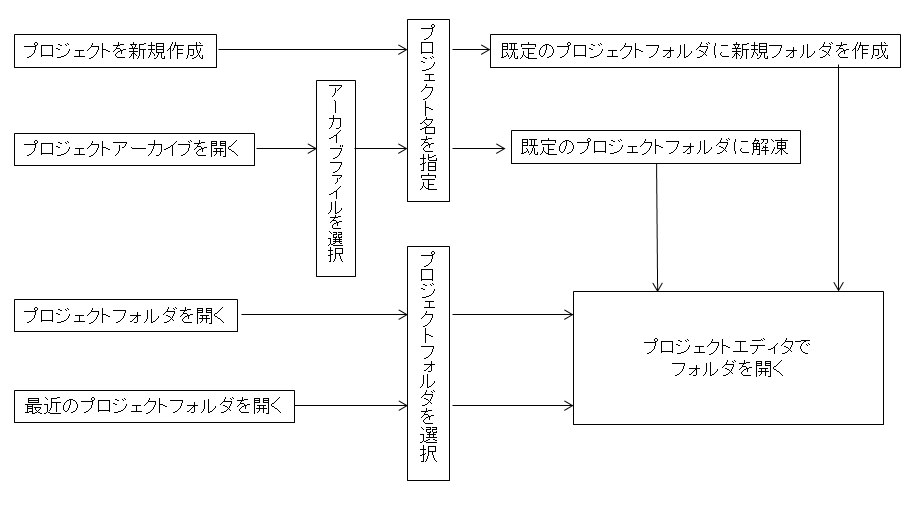 プロジェクトを新規作成
プロジェクト名を指定
既定のプロジェクトフォルダに新規フォルダを作成
プロジェクトアーカイブを開く
アーカイブファイルを選択
既定のプロジェクトフォルダに解凍
プロジェクトフォルダを開く
プロジェクトフォルダを選択
プロジェクトエディタで
フォルダを開く
最近のプロジェクトフォルダを開く